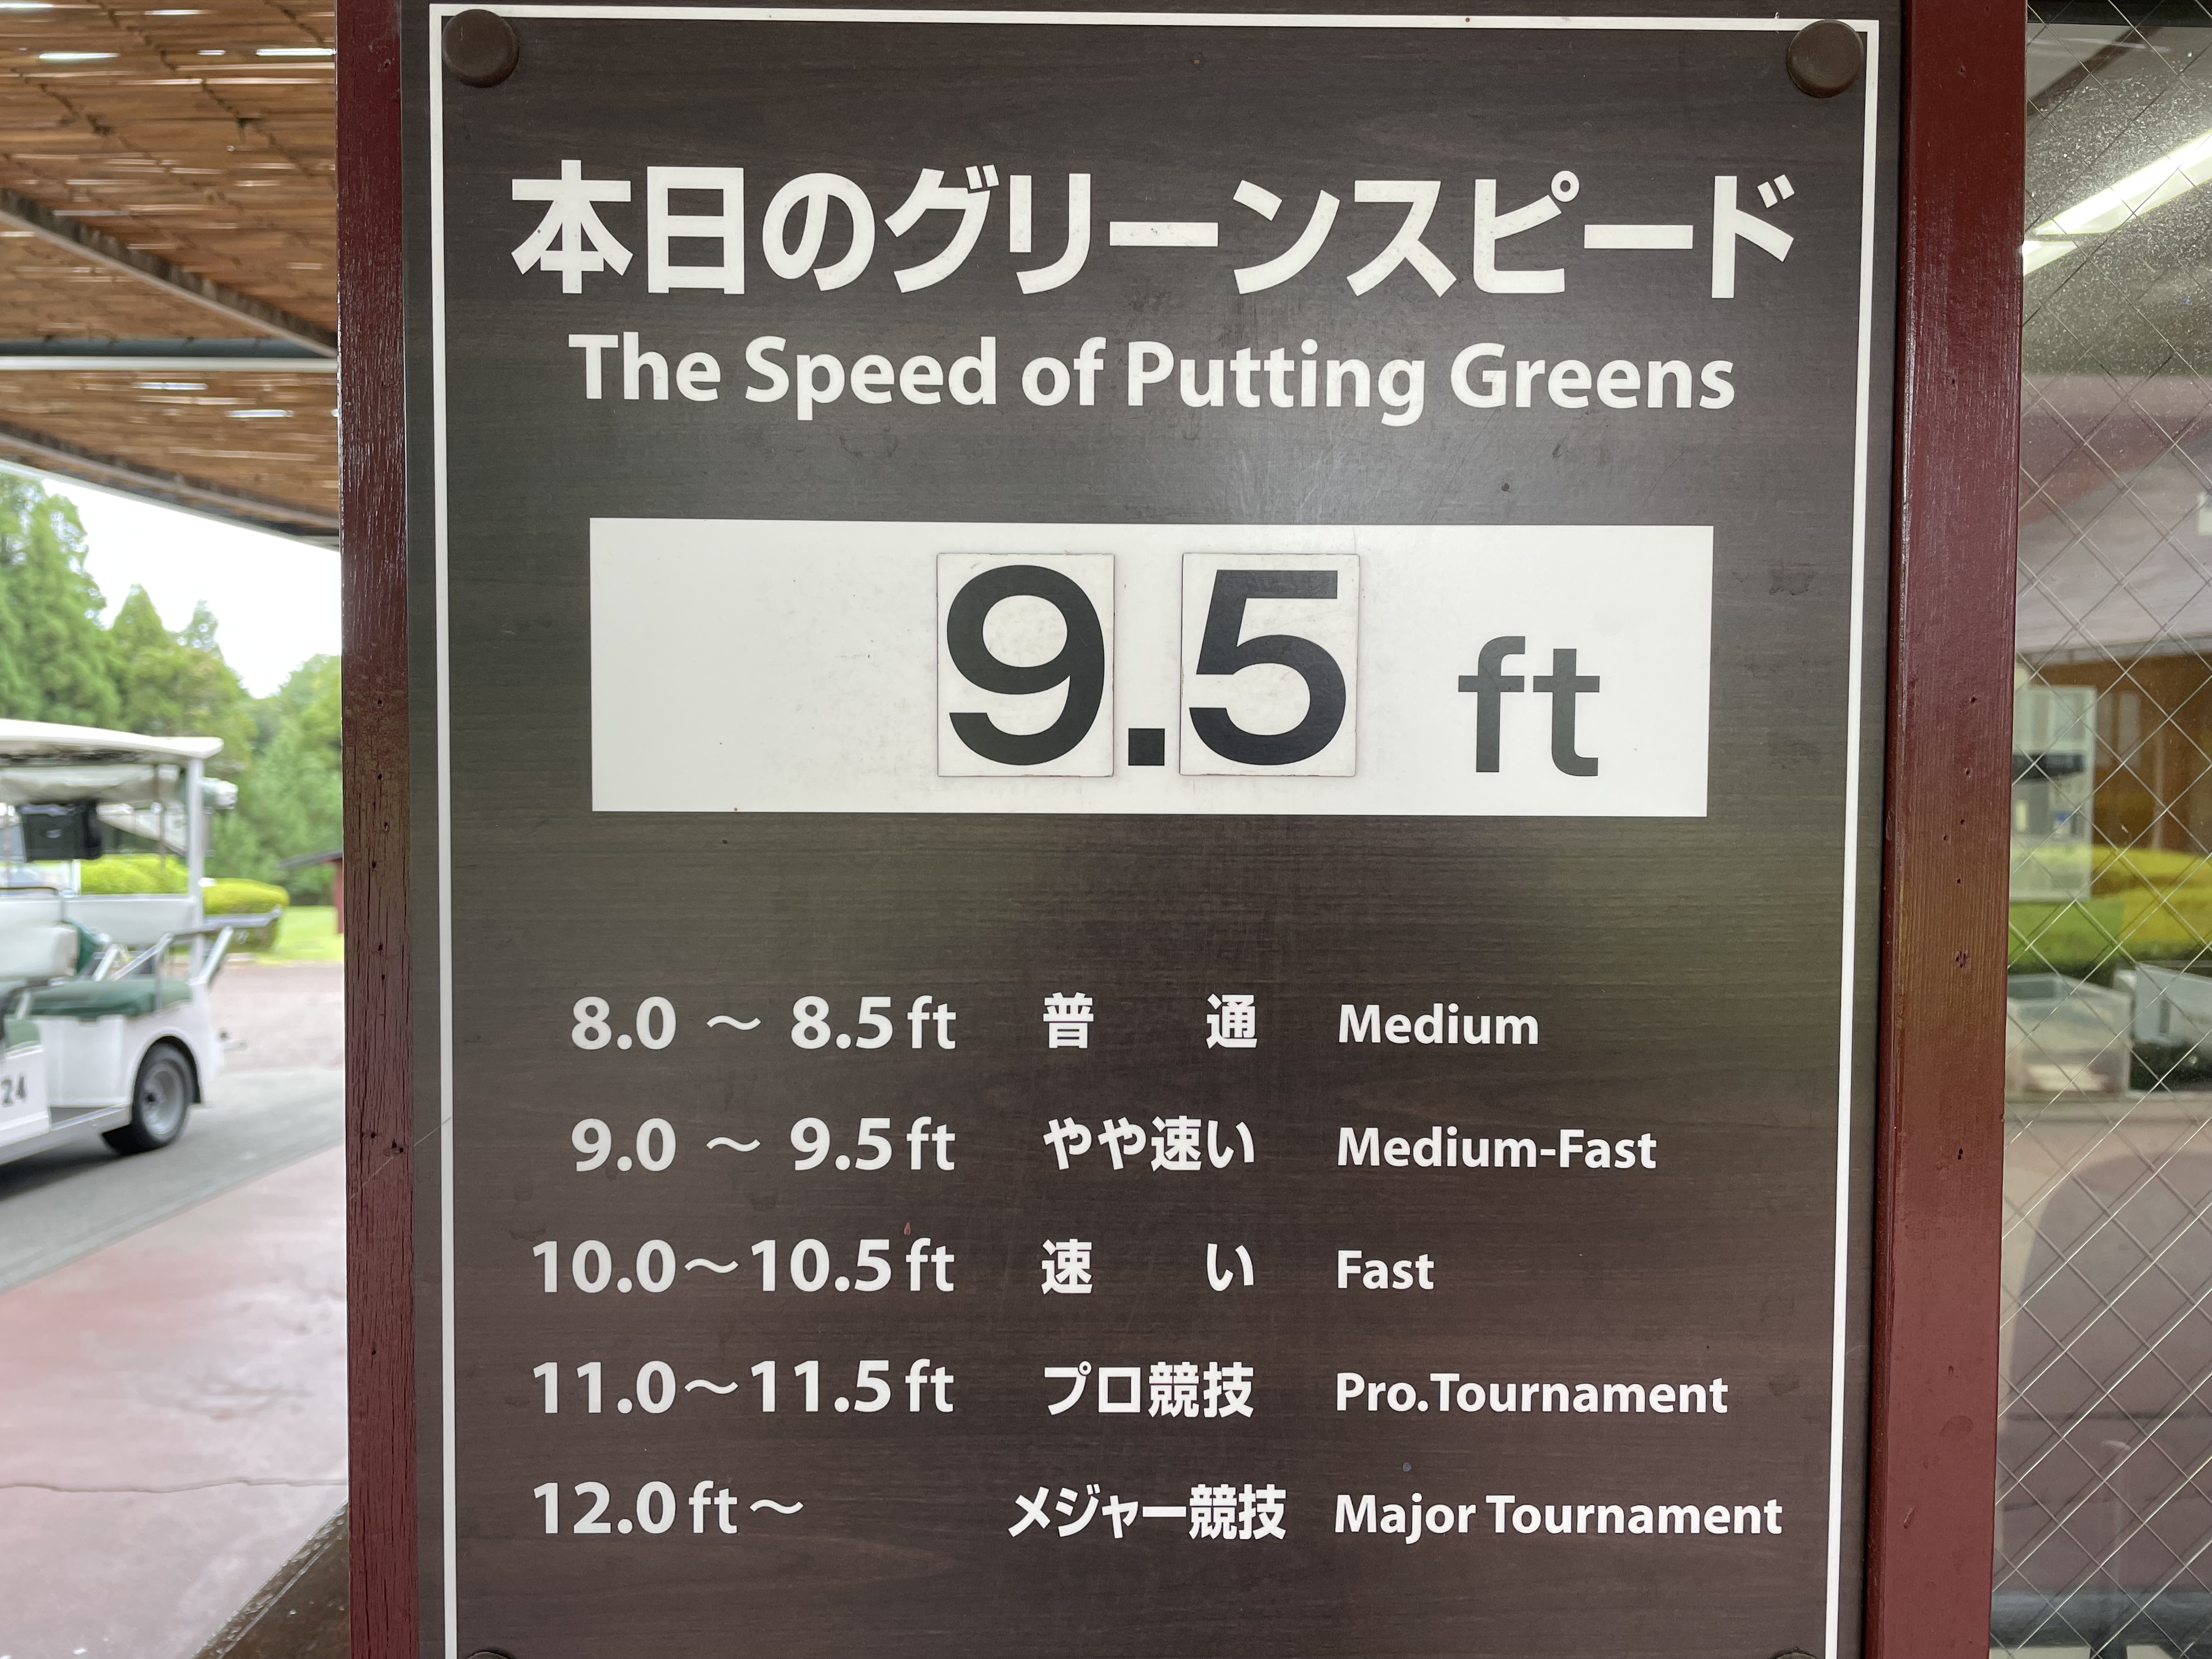 本日のグリーンスピード
The Speed of Putting Greens
9.5 ft
8.0 ～ 8.5 ft 普通 Medium
9.0 ～ 9.5 ft やや速い Medium-Fast
10.0～10.5 ft 速い Fast
11.0～11.5 ft プロ競技 Pro.Tournament
12.0 ft～ メジャー競技 Major Tournament
24